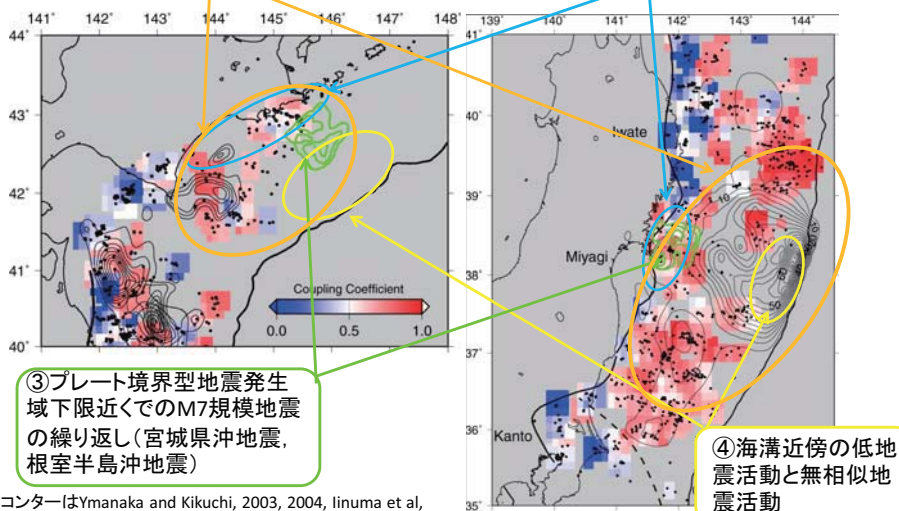 141° 142° 143° 144° 145° 146° 147° 148°
44°
43°
42°
41°
40°
Coupling Coefficient
0.0 0.5 1.0
③プレート境界型地震発生
域下限近くでのM7規模地震
の繰り返し(宮城県沖地震,
根室半島沖地震)
コンターはYmanaka and Kikuchi, 2003, 2004, Iinuma et al,
139° 140° 141° 142° 143° 144°
41°
40°
39°
38°
37°
36°
35°
Iwate
Miyagi
Kanto
10
50
④海溝近傍の低地
震活動と無相似地
震活動